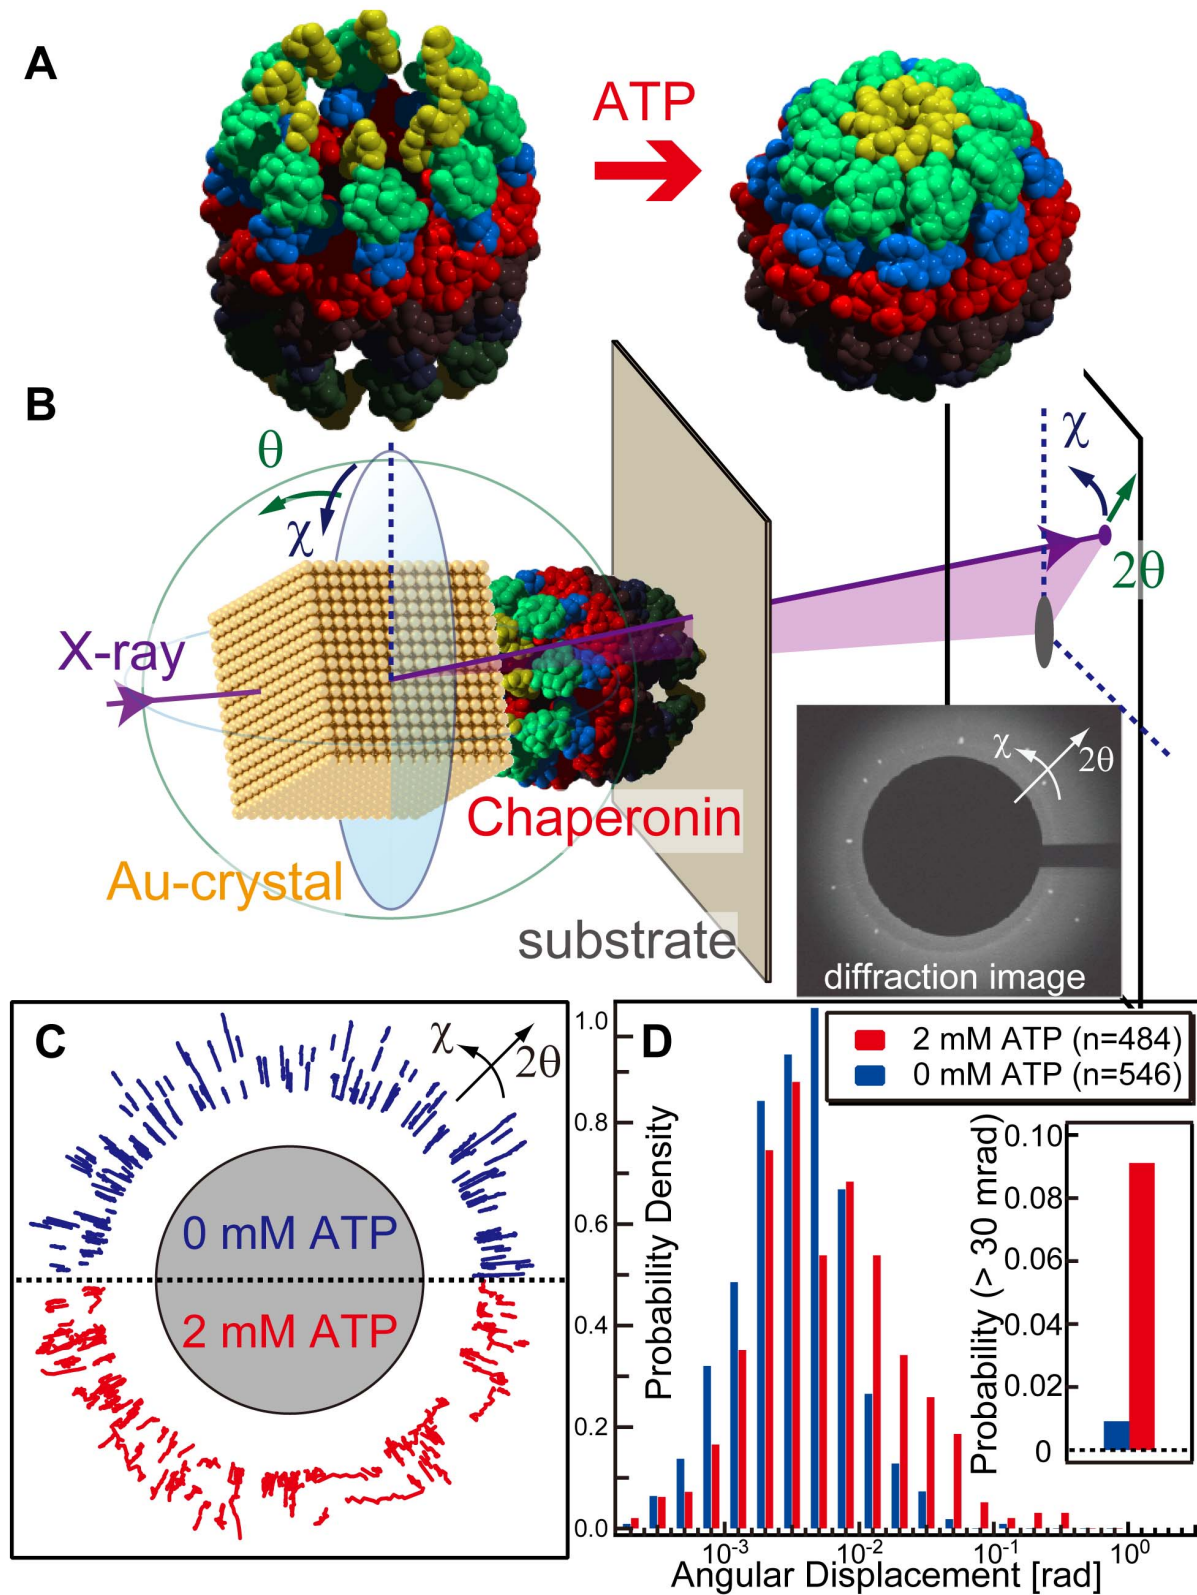 A
ATP
B
θ
χ
χ
2θ
X-ray
Chaperonin
Au-crystal
substrate
χ
2θ
diffraction image
C
χ
2θ
0 mM ATP
2 mM ATP
D
2 mM ATP (n=484)
0 mM ATP (n=546)
1.0
0.8
0.6
0.4
0.2
0.0
Probability Density
Probability (> 30 mrad)
0.10
0.08
0.06
0.04
0.02
0
10⁻³
10⁻²
10⁻¹
10⁰
Angular Displacement [rad]